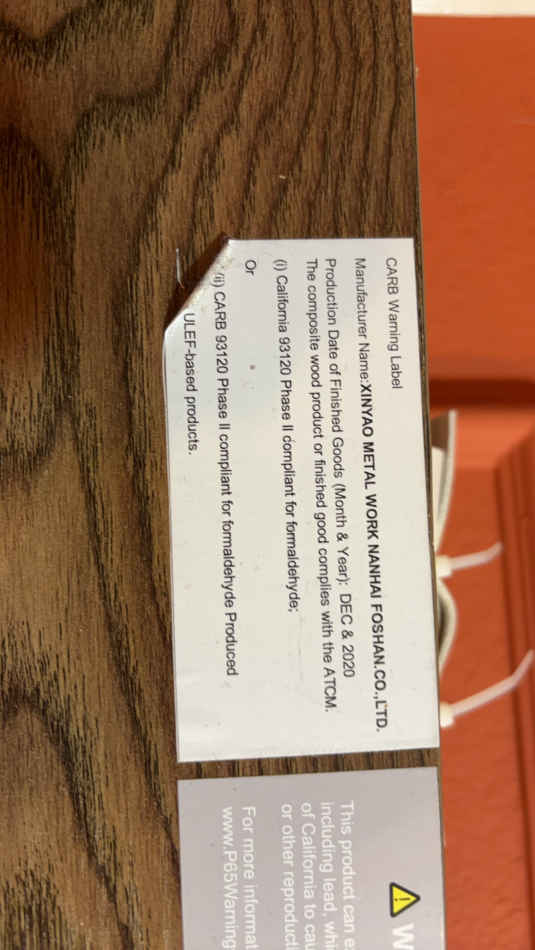 CARB Warning Label
Manufacturer Name:XINYAO METAL WORK NANHAI FOSHAN.CO.,LTD.
Production Date of Finished Goods (Month & Year): DEC & 2020
The composite wood product or finished good complies with the ATCM.
(i) California 93120 Phase II compliant for formaldehyde;
Or
(ii) CARB 93120 Phase II compliant for formaldehyde Produced
ULEF-based products.
W
This product can e
including lead, whi
of California to cau
or other reproduct
For more informat
www.P65Warning